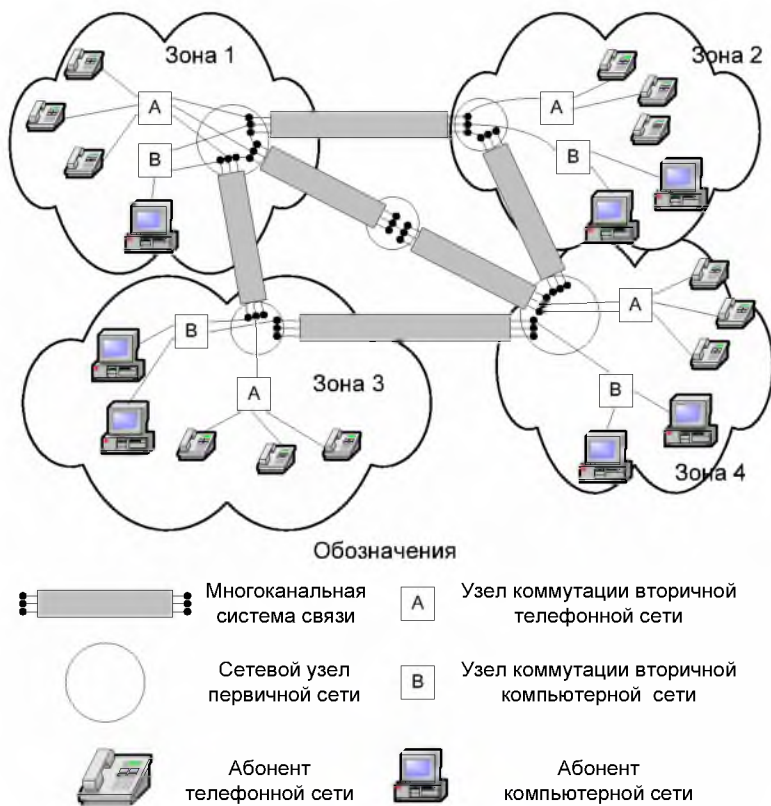 Зона 1
Зона 2
A
A
B
B
B
A
A
Зона 3
B
Зона 4
Обозначения
Многоканальная
система связи
A
Узел коммутации вторичной
телефонной сети
Сетевой узел
первичной сети
B
Узел коммутации вторичной
компьютерной сети
Абонент
телефонной сети
Абонент
компьютерной сети